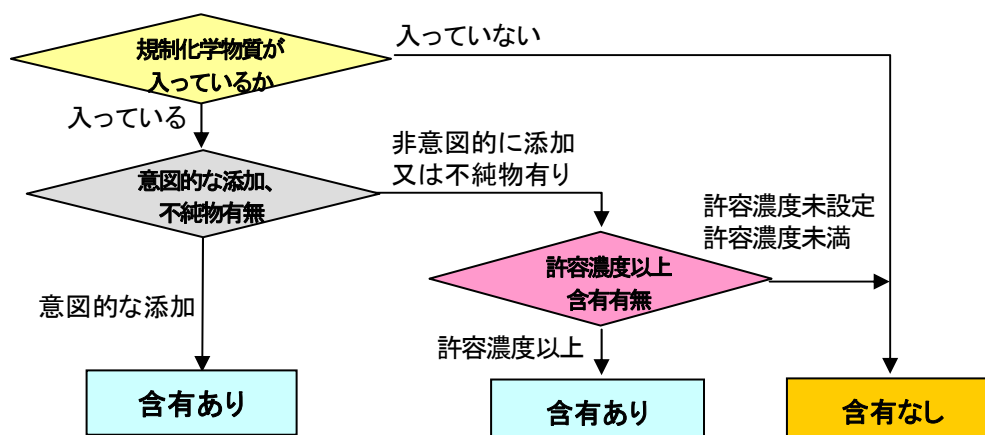 規制化学物質が
入っているか
入っていない
入っている
意図的な添加、
不純物有無
非意図的に添加
又は不純物有り
許容濃度以上
含有有無
許容濃度未設定
許容濃度未満
意図的な添加
許容濃度以上
含有あり
含有あり
含有なし